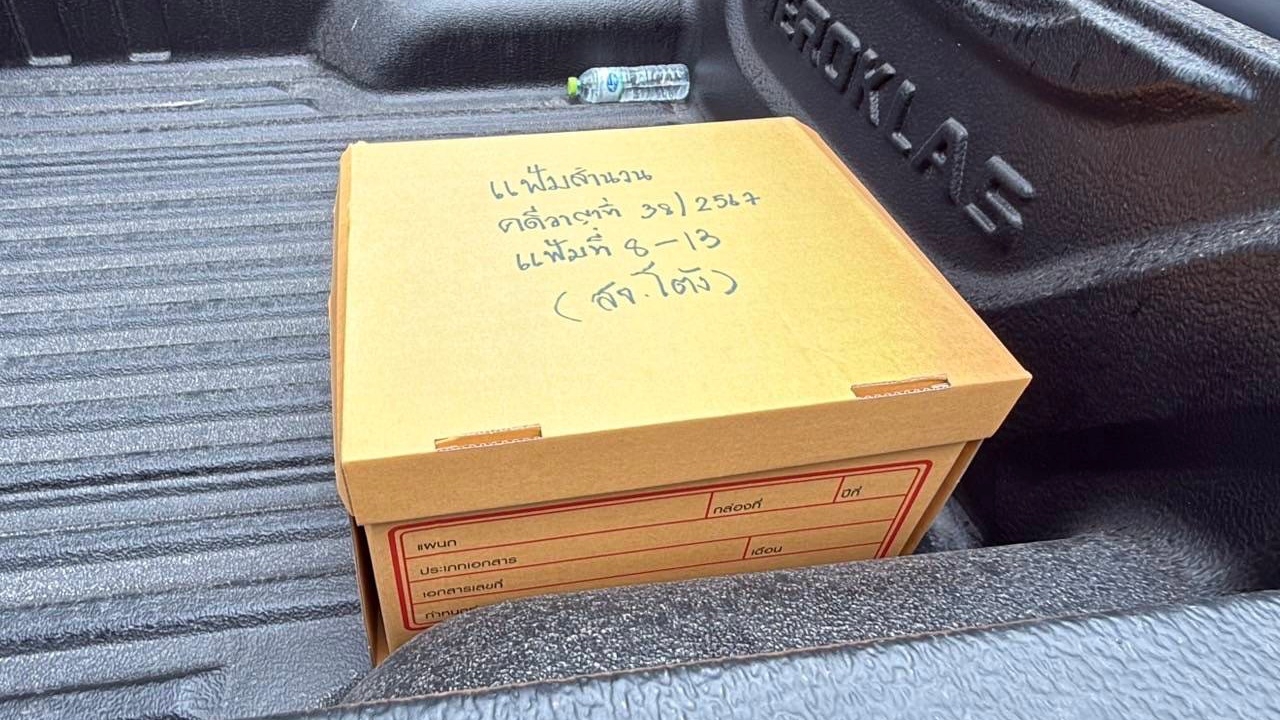 EROKLAS
แฟ้มสำนวน
คดีอาญาที่ 38/2567
แฟ้มที่ 8-13
(สจ.โต้ง)
กล่องที่
ปีที่
แผนก
ประเภทเอกสาร
เดือน
เอกสารเลขที่